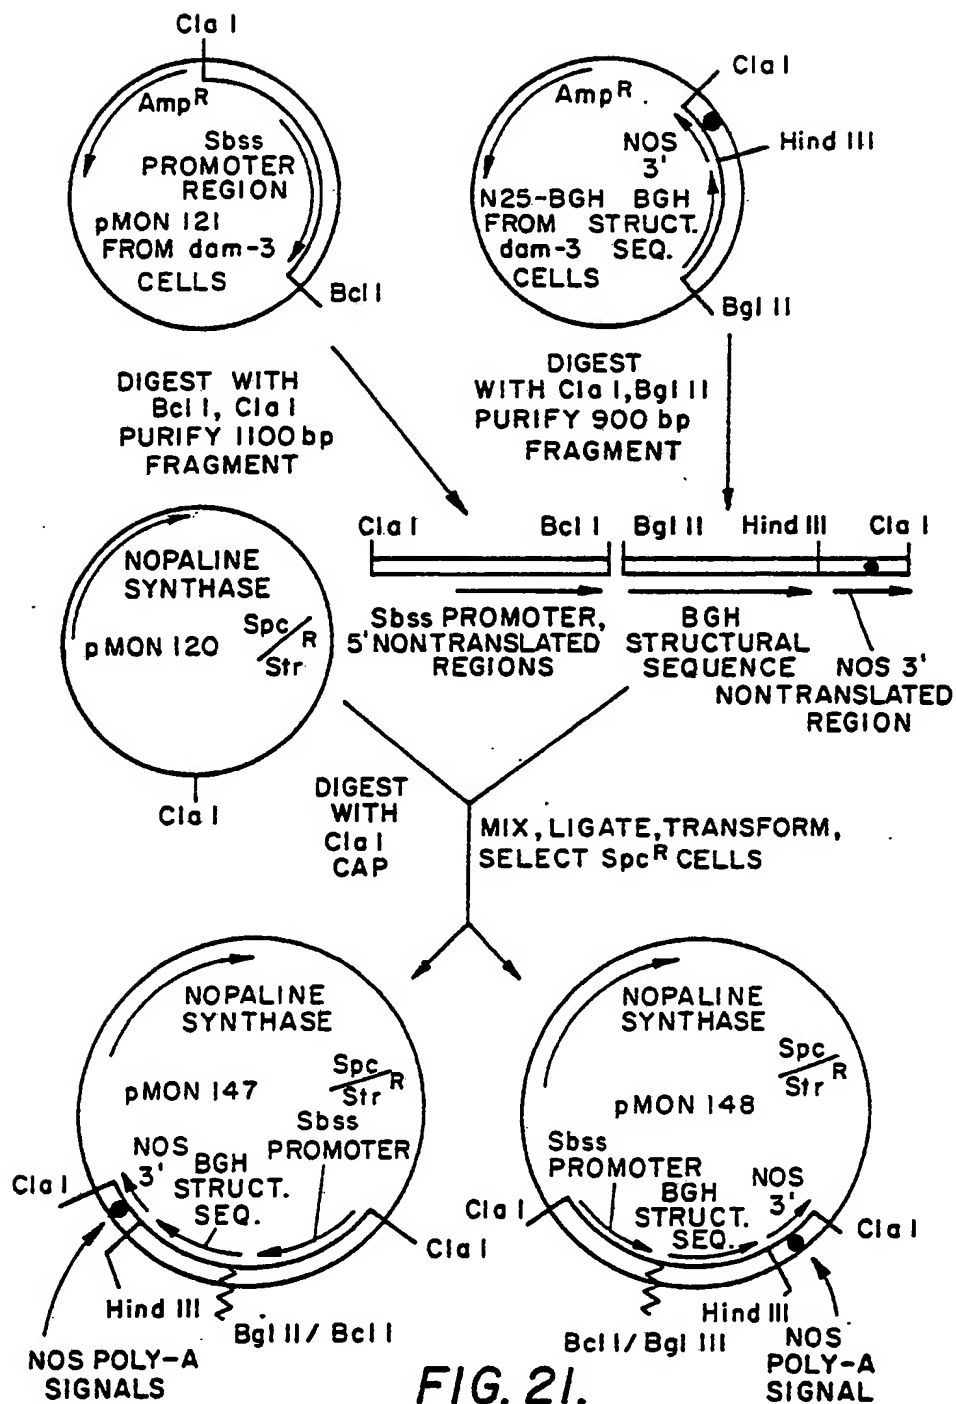 Cla I
Amp R
Sbss
PROMOTER
REGION
pMON 121
FROM dam-3
CELLS
Bcl I
Cla I
Amp R
NOS
3'
Hind III
N25-BGH BGH
FROM STRUCT.
dam-3 SEQ.
CELLS
Bgl II
DIGEST WITH
Bcl I, Cla I
PURIFY 1100 bp
FRAGMENT
DIGEST
WITH Cla I, Bgl II
PURIFY 900 bp
FRAGMENT
Cla I Bcl I Bgl II Hind III Cla I
Sbss PROMOTER,
5' NONTRANSLATED
REGIONS
BGH
STRUCTURAL
SEQUENCE
NOS 3'
NONTRANSLATED
REGION
NOPALINE
SYNTHASE
pMON 120
Spc/Str R
Cla I
DIGEST
WITH
Cla I
CAP
MIX, LIGATE, TRANSFORM,
SELECT Spc R CELLS
NOPALINE
SYNTHASE
Spc/Str R
pMON 147
Sbss
PROMOTER
NOS
3'
BGH
STRUCT.
SEQ.
Cla I
Cla I
Hind III
Bgl II/ Bcl I
NOS POLY-A
SIGNALS
NOPALINE
SYNTHASE
Spc/Str R
pMON 148
Sbss
PROMOTER
BGH
STRUCT.
SEQ.
NOS
3'
Cla I
Cla I
Hind III
Bcl I/ Bgl III
NOS
POLY-A
SIGNAL
FIG. 21.